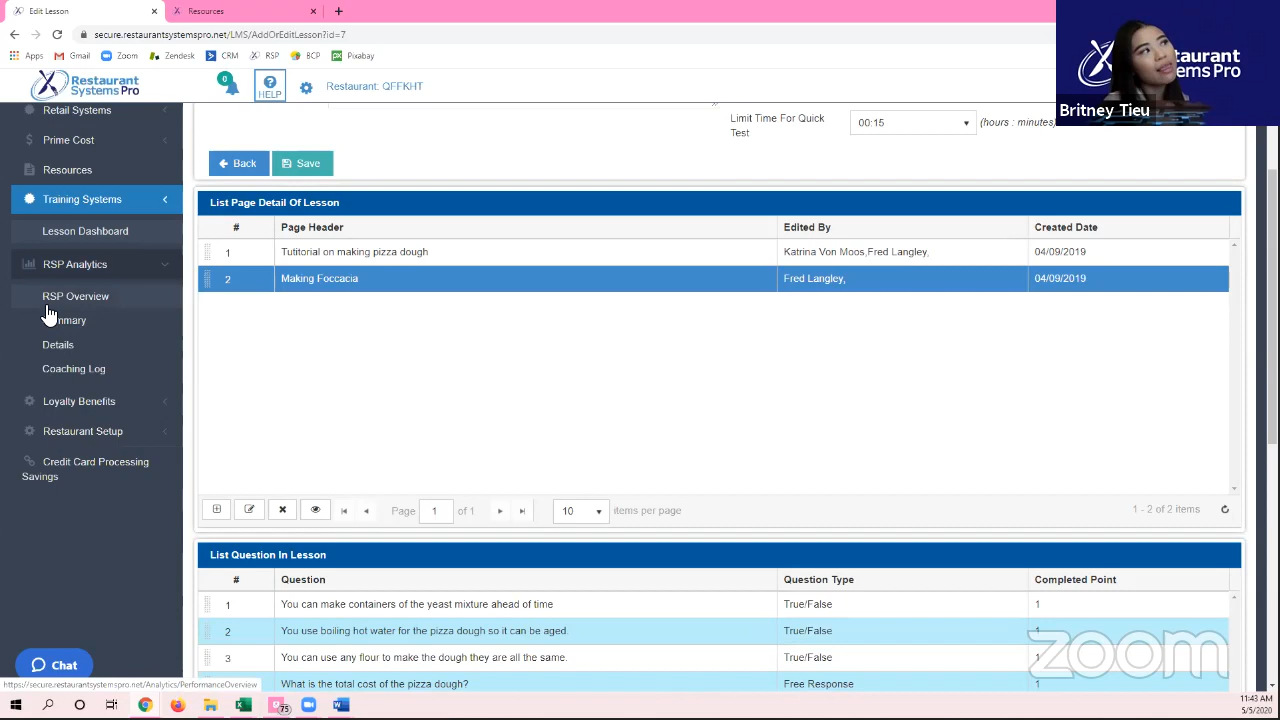 Edit Lesson
Resources
secure.restaurantsystemspro.net/LMS/AddOrEditLesson?id=7
Apps
Gmail
Zoom
Zendesk
CRM
RSP
BCP
Pixabay
Restaurant
Systems Pro
0
HELP
Restaurant: QFFKHT
Britney Tieu
Retail Systems
Prime Cost
Resources
Training Systems
Lesson Dashboard
RSP Analytics
RSP Overview
Details
Coaching Log
Loyalty Benefits
Restaurant Setup
Credit Card Processing
Savings
Chat
Limit Time For Quick
Test
00:15
(hours : minutes)
Back
Save
List Page Detail Of Lesson
# Page Header Edited By Created Date
1 Tutitorial on making pizza dough Katrina Von Moos,Fred Langley, 04/09/2019
2 Making Foccacia Fred Langley, 04/09/2019
Page 1 of 1
10 items per page
1 - 2 of 2 items
List Question In Lesson
# Question Question Type Completed Point
1 You can make containers of the yeast mixture ahead of time True/False 1
2 You use boiling hot water for the pizza dough so it can be aged. True/False 1
3 You can use any flour to make the dough they are all the same. True/False 1
What is the total cost of the pizza dough? Free Response 1
zoom
https://secure.restaurantsystemspro.net/Analytics/PerformanceOverview
75
11:43 AM
5/5/2020